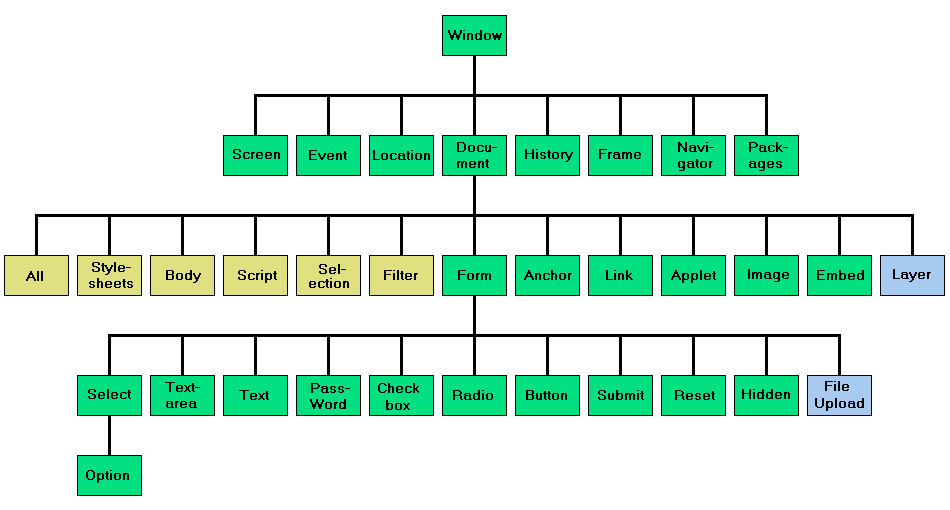 Window
Screen
Event
Location
Docu-
ment
History
Frame
Navi-
gator
Pack-
ages
All
Style-
sheets
Body
Script
Sel-
ection
Filter
Form
Anchor
Link
Applet
Image
Embed
Layer
Select
Text-
area
Text
Pass-
Word
Check
box
Radio
Button
Submit
Reset
Hidden
File
Upload
Option